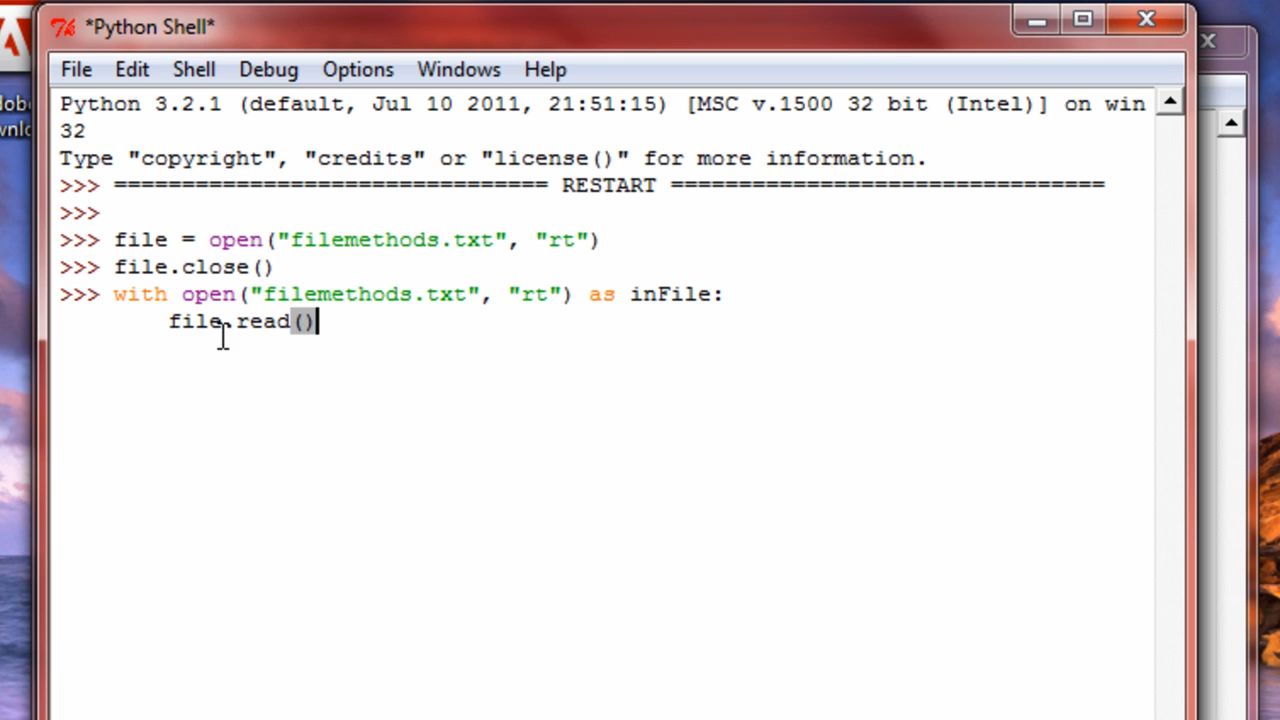 *Python Shell*
File Edit Shell Debug Options Windows Help
Python 3.2.1 (default, Jul 10 2011, 21:51:15) [MSC v.1500 32 bit (Intel)] on win
32
Type "copyright", "credits" or "license()" for more information.
>>> ================================ RESTART ================================
>>>
>>> file = open("filemethods.txt", "rt")
>>> file.close()
>>> with open("filemethods.txt", "rt") as inFile:
        file.read()